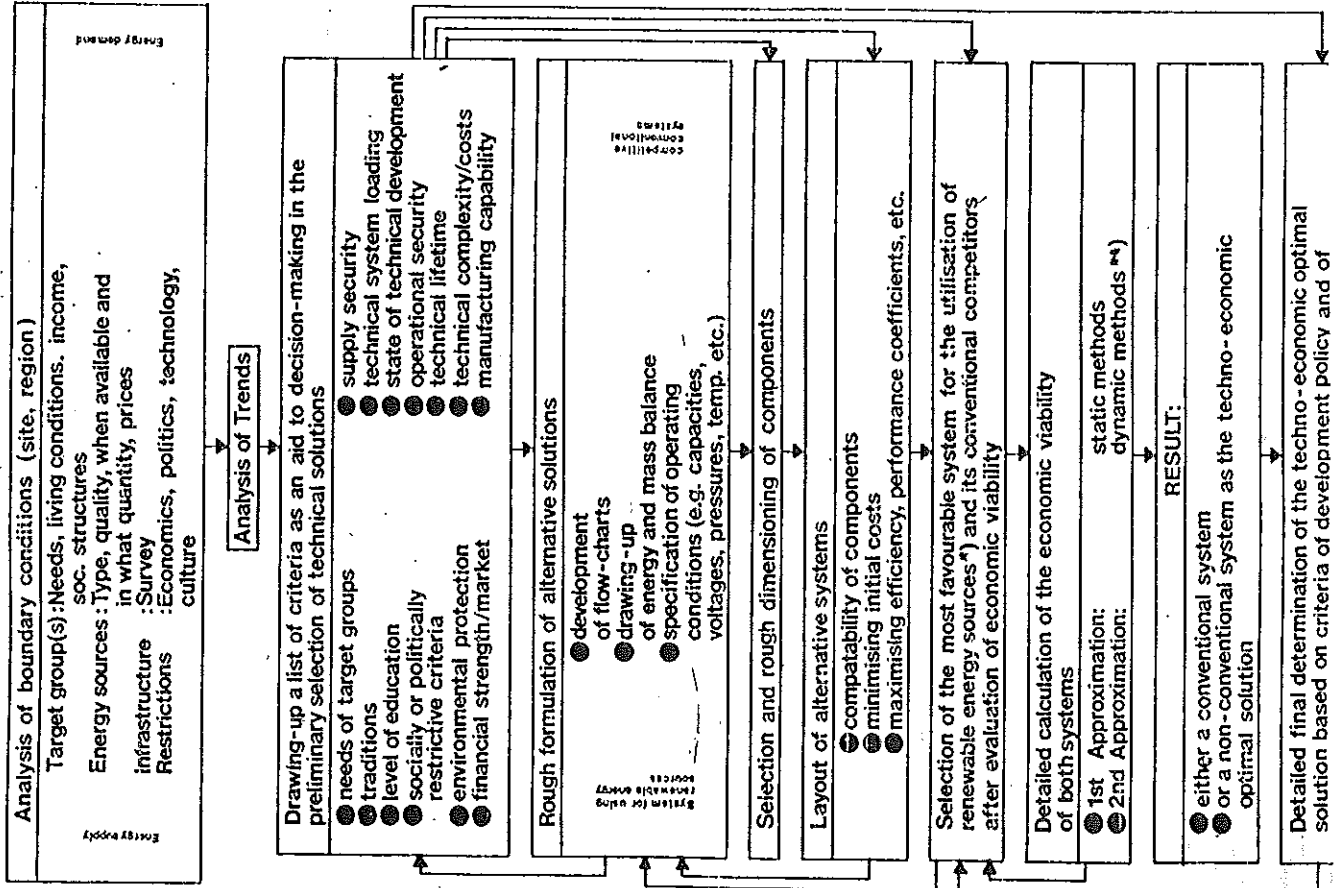 Analysis of boundary conditions (site, region)
Energy supply
Energy demand
Target group(s):Needs, living conditions. income,
soc. structures
Energy sources : Type, quality, when available and
in what quantity, prices
infrastructure :Survey
Restrictions :Economics, politics, technology,
culture
Analysis of Trends
Drawing-up a list of criteria as an aid to decision-making in the
preliminary selection of technical solutions
● needs of target groups
● traditions
● level of education
● socially or politically
restrictive criteria
● environmental protection
● financial strength/market
● supply security
● technical system loading
● state of technical development
● operational security
● technical lifetime
● technical complexity/costs
● manufacturing capability
Rough formulation of alternative solutions
System for using
renewable energy
sources
● development
of flow-charts
● drawing-up
of energy and mass balance
● specification of operating
conditions (e.g. capacities,
voltages, pressures, temp. etc.)
competitive
conventional
systems
Selection and rough dimensioning of components
Layout of alternative systems
● compatability of components
● minimising initial costs
● maximising efficiency, performance coefficients, etc.
Selection of the most favourable system for the utilisation of
renewable energy sources*) and its conventional competitors
after evaluation of economic viability
Detailed calculation of the economic viability
of both systems
● 1st Approximation: static methods
● 2nd Approximation: dynamic methods **)
RESULT:
● either a conventional system
● or a non-conventional system as the techno-economic
optimal solution
Detailed final determination of the techno-economic optimal
solution based on criteria of development policy and of